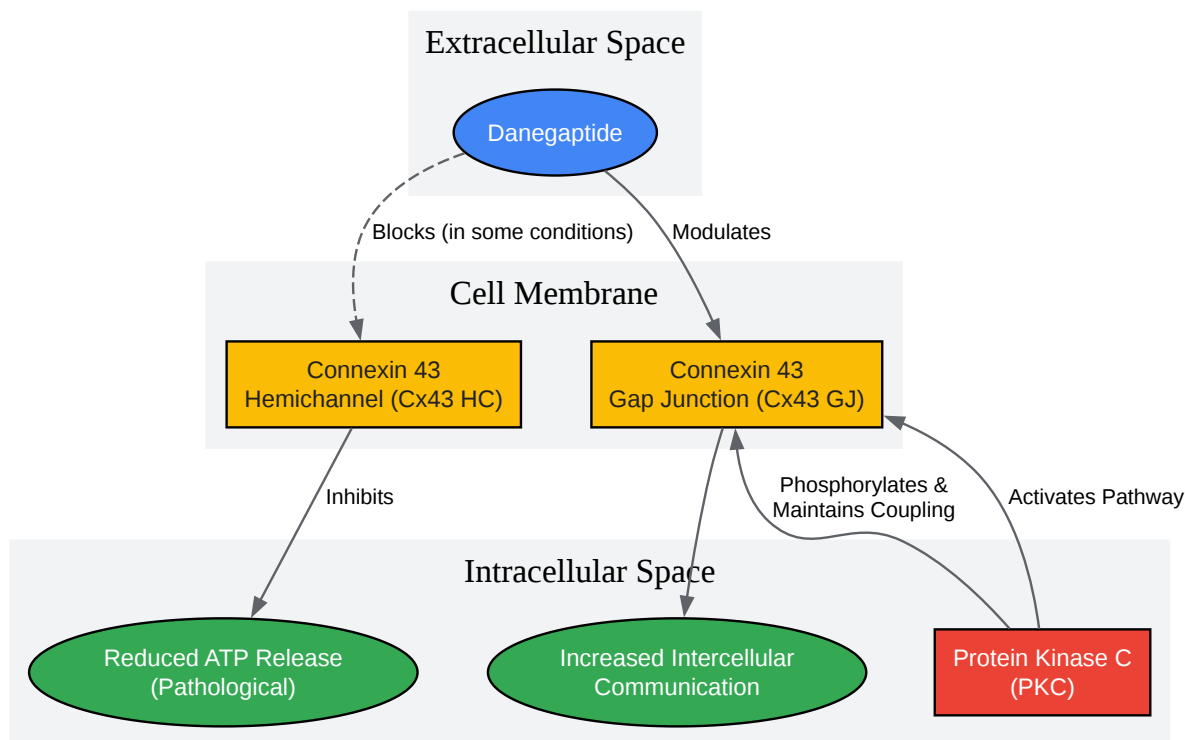 Extracellular Space
Danegaptide
Blocks (in some conditions)
Modulates
Cell Membrane
Connexin 43
Hemichannel (Cx43 HC)
Connexin 43
Gap Junction (Cx43 GJ)
Inhibits
Phosphorylates &
Maintains Coupling
Activates Pathway
Intracellular Space
Reduced ATP Release
(Pathological)
Increased Intercellular
Communication
Protein Kinase C
(PKC)